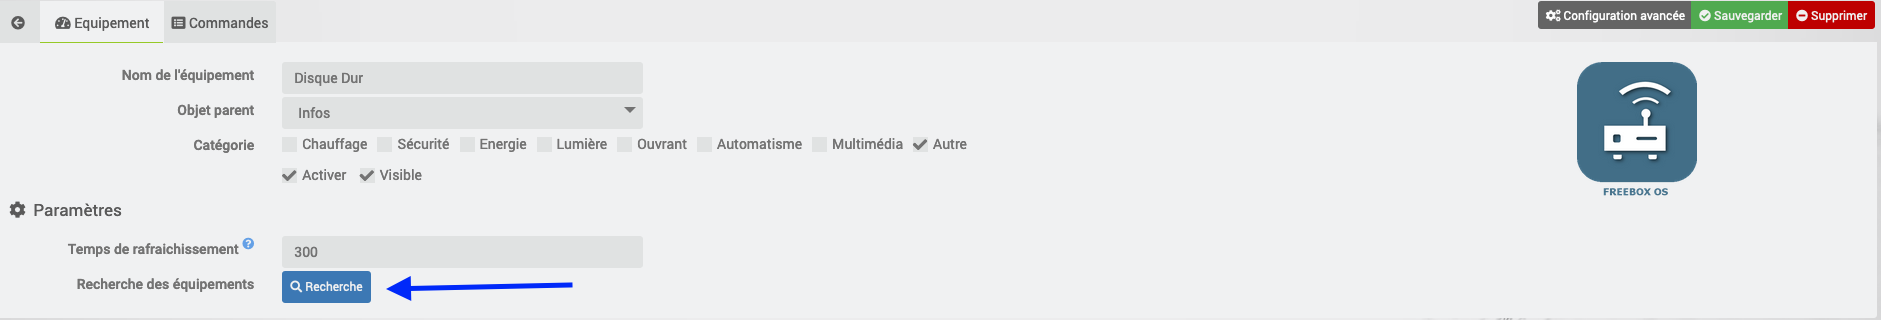 Equipement Commandes Configuration avancée Sauvegarder Supprimer
Nom de l'équipement Disque Dur
Objet parent Infos
Catégorie Chauffage Sécurité Energie Lumière Ouvrant Automatisme Multimédia Autre
Activer Visible
FREEBOX OS
Paramètres
Temps de rafraichissement ? 300
Recherche des équipements Recherche